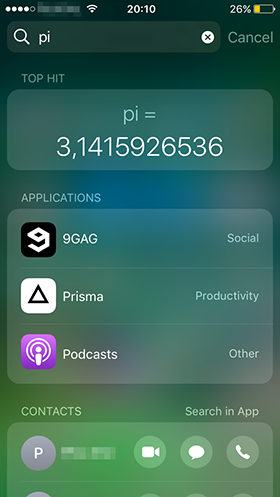 20:10 26%
pi Cancel
TOP HIT
pi =
3,1415926536
APPLICATIONS
9GAG Social
Prisma Productivity
Podcasts Other
CONTACTS Search in App
P